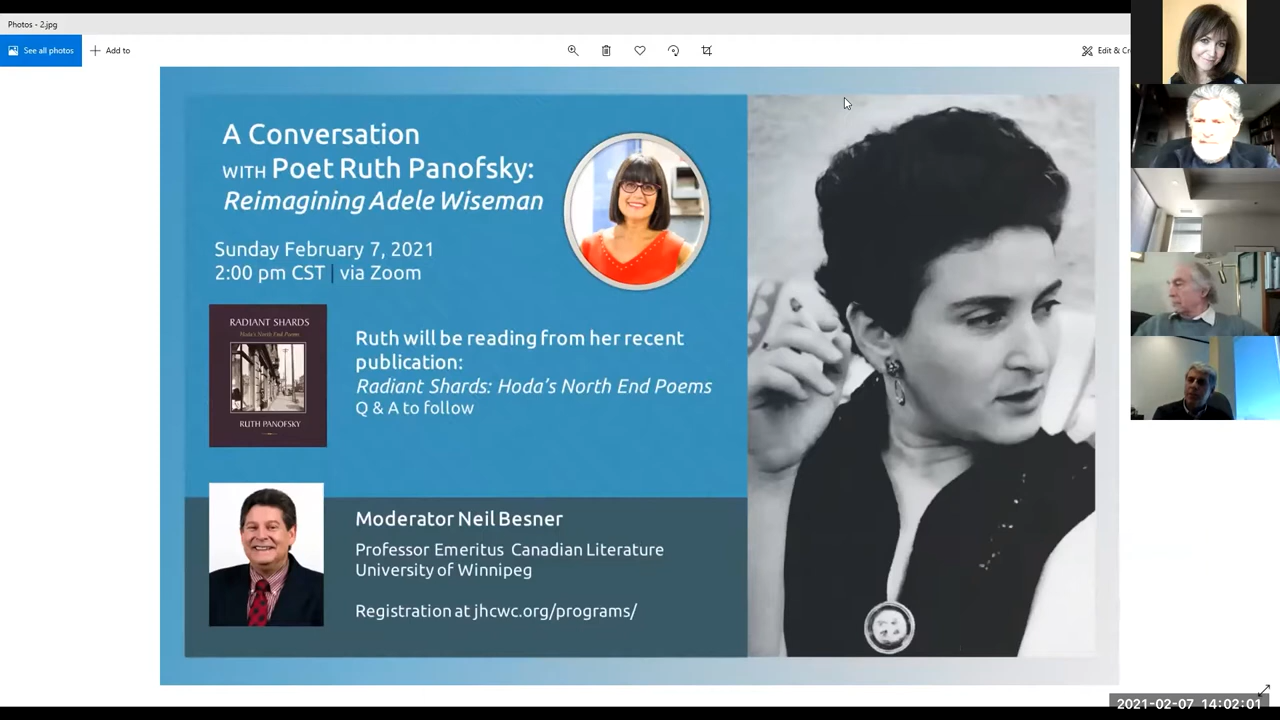 Photos - 2.jpg
See all photos
Add to
Edit & Cr
A Conversation
WITH Poet Ruth Panofsky:
Reimagining Adele Wiseman
Sunday February 7, 2021
2:00 pm CST | via Zoom
RADIANT SHARDS
Hoda's North End Poems
RUTH PANOFSKY
Ruth will be reading from her recent
publication:
Radiant Shards: Hoda's North End Poems
Q & A to follow
Moderator Neil Besner
Professor Emeritus Canadian Literature
University of Winnipeg
Registration at jhcwc.org/programs/
2021-02-07 14:02:01